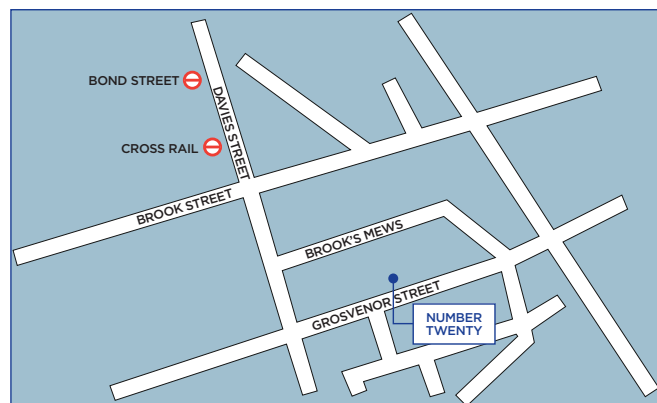 BOND STREET
DAVIES STREET
CROSS RAIL
BROOK STREET
BROOK'S MEWS
GROSVENOR STREET
NUMBER
TWENTY